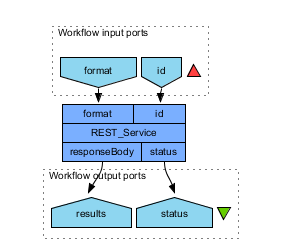 Workflow input ports
format id
format id
REST_Service
responseBody status
Workflow output ports
results status